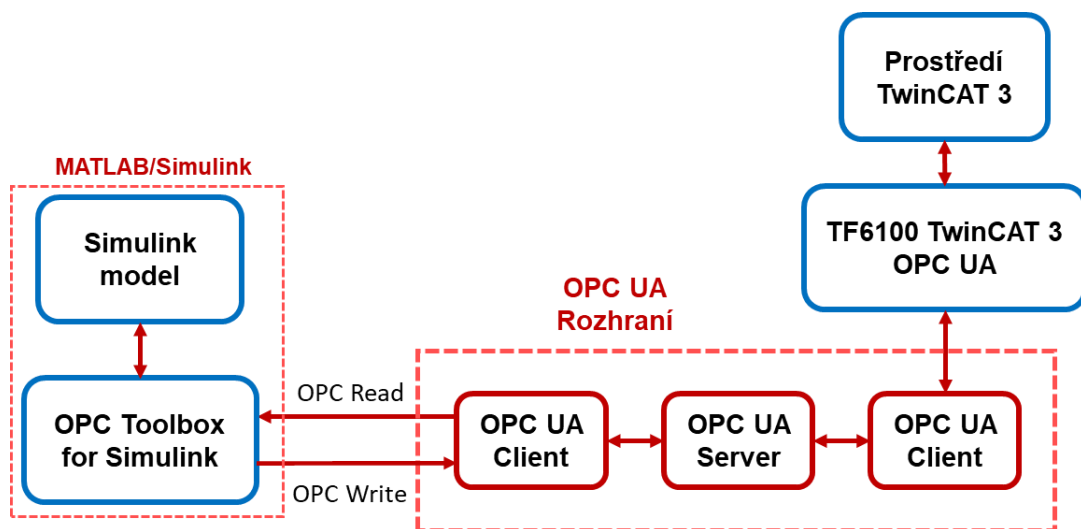 Prostředí
TwinCAT 3
MATLAB/Simulink
Simulink
model
TF6100 TwinCAT 3
OPC UA
OPC UA
Rozhraní
OPC Toolbox
for Simulink
OPC Read
OPC Write
OPC UA
Client
OPC UA
Server
OPC UA
Client